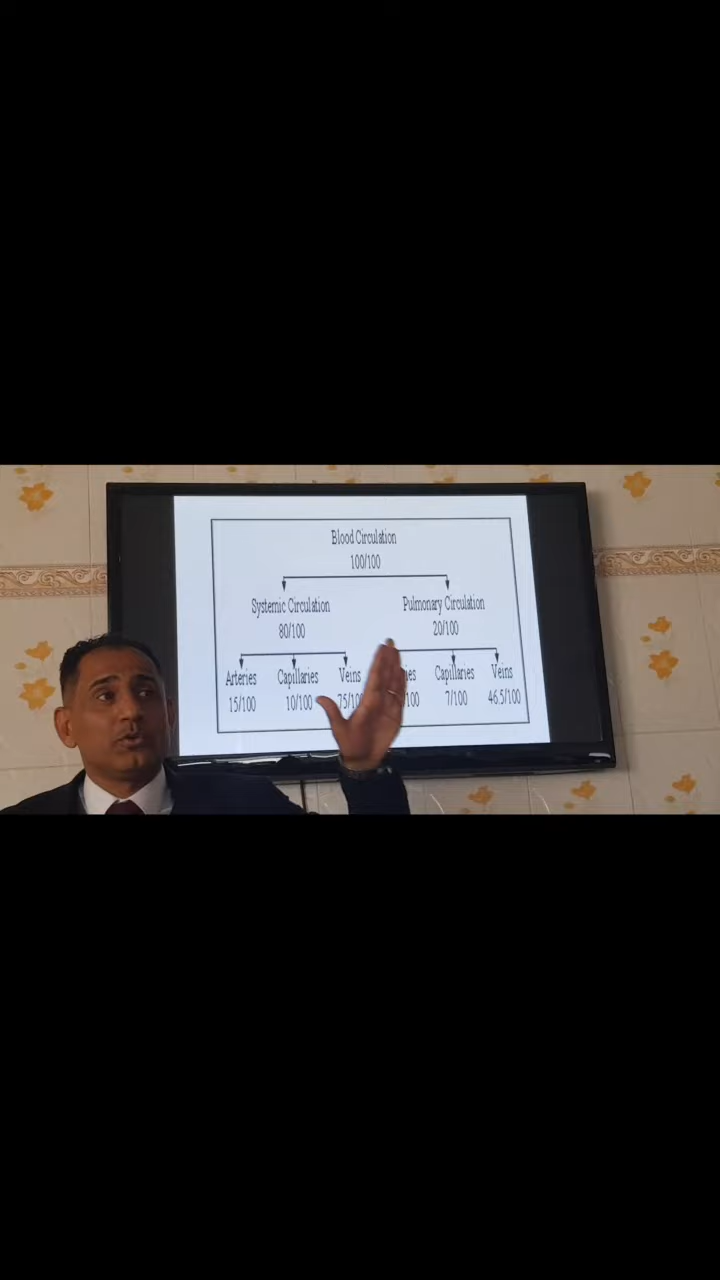 Blood Circulation
100/100
Systemic Circulation Pulmonary Circulation
80/100 20/100
Arteries Capillaries Veins Capillaries Veins
15/100 10/100 7/100 46.5/100